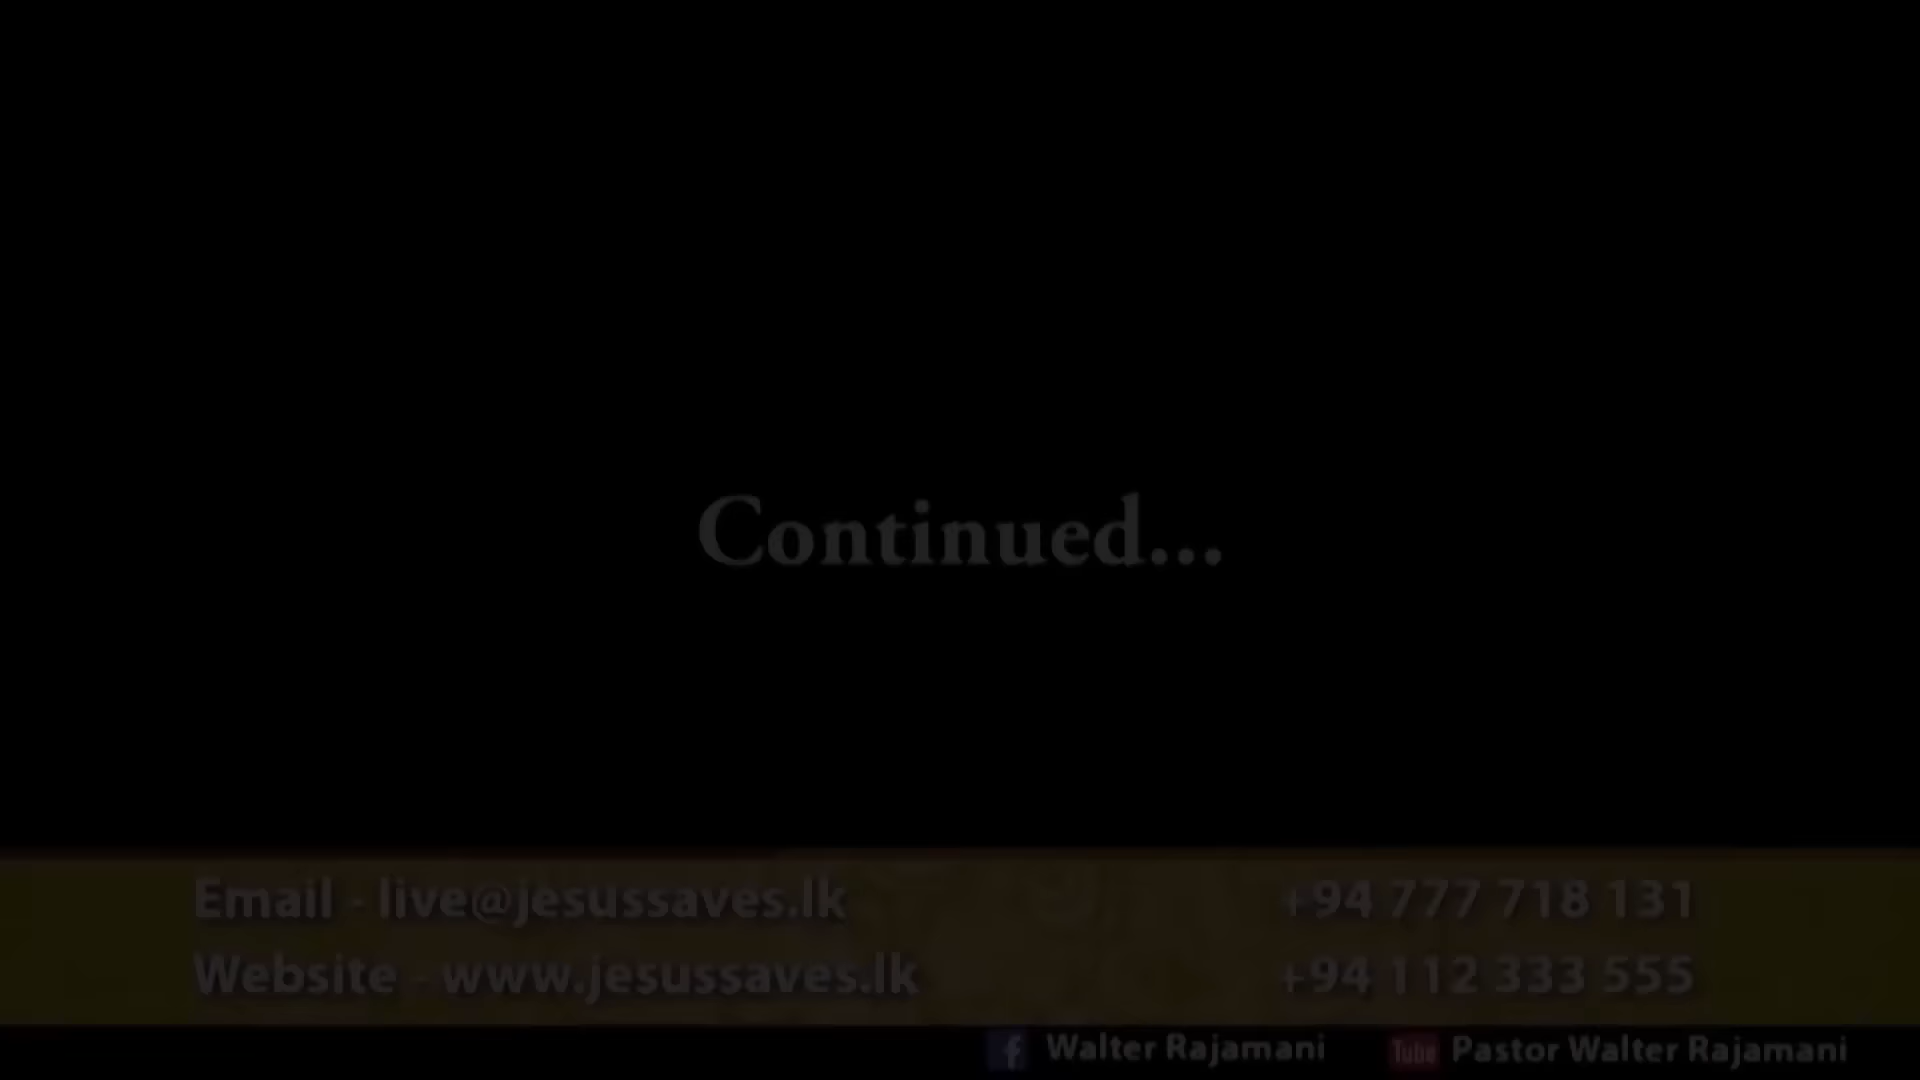 Continued...
Email - live@jesussaves.lk
+94 777 718 131
Website - www.jesussaves.lk
+94 112 333 555
f Walter Rajamani
Tube Pastor Walter Rajamani